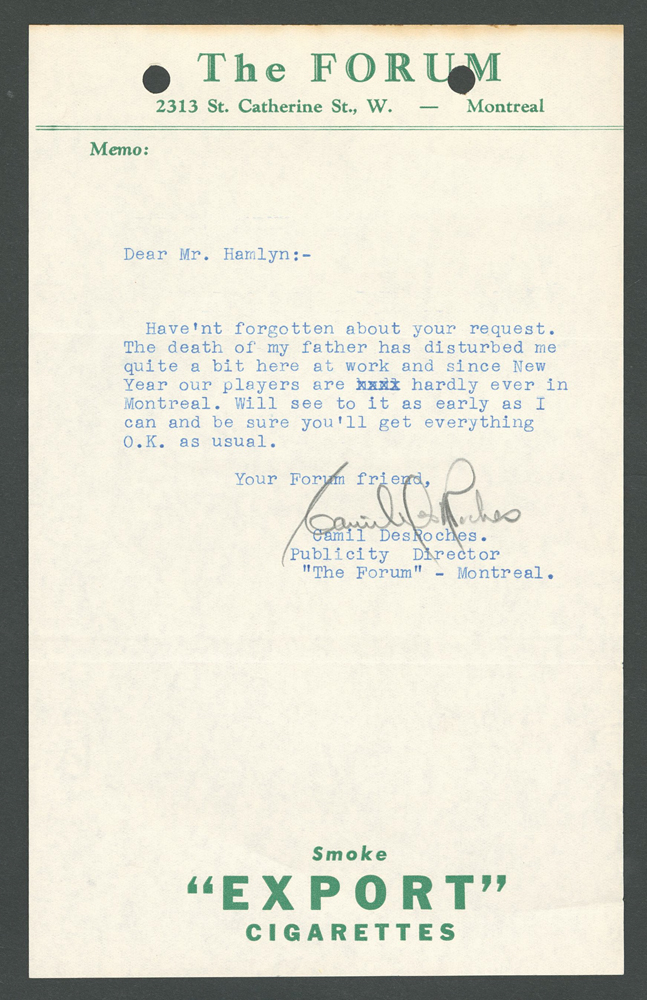 The FORUM
2313 St. Catherine St., W. — Montreal
Memo:
Dear Mr. Hamlyn:-
Have'nt forgotten about your request.
The death of my father has disturbed me
quite a bit here at work and since New
Year our players are xxxx hardly ever in
Montreal. Will see to it as early as I
can and be sure you'll get everything
O.K. as usual.
Your Forum friend,
Camil DesRoches
Camil DesRoches.
Publicity Director
"The Forum" - Montreal.
Smoke
“EXPORT”
CIGARETTES